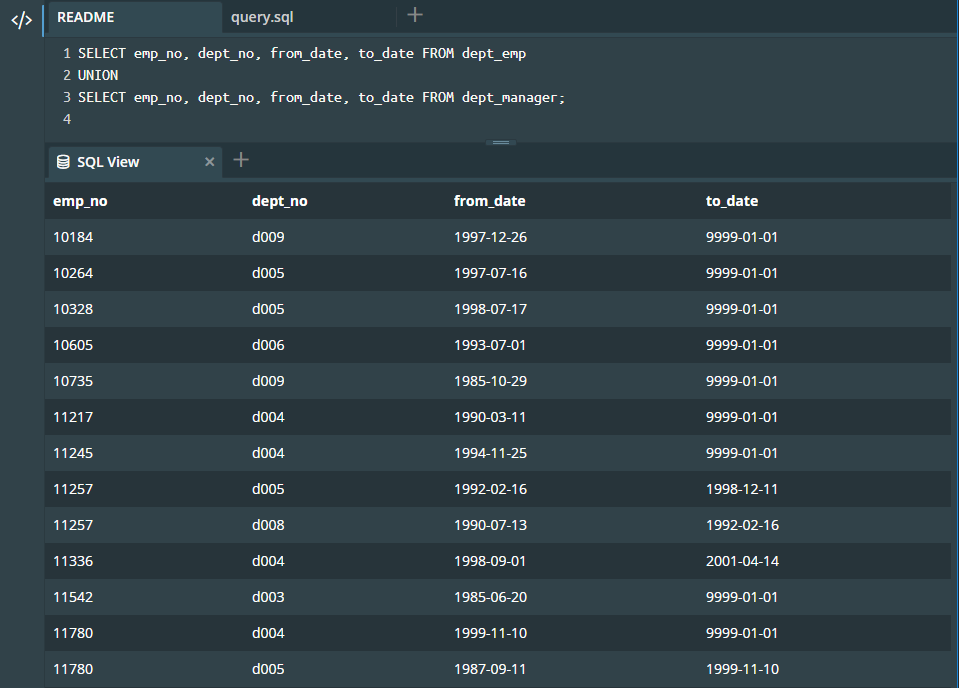 </>
README query.sql +
1 SELECT emp_no, dept_no, from_date, to_date FROM dept_emp
2 UNION
3 SELECT emp_no, dept_no, from_date, to_date FROM dept_manager;
4
SQL View × +
emp_no dept_no from_date to_date
10184 d009 1997-12-26 9999-01-01
10264 d005 1997-07-16 9999-01-01
10328 d005 1998-07-17 9999-01-01
10605 d006 1993-07-01 9999-01-01
10735 d009 1985-10-29 9999-01-01
11217 d004 1990-03-11 9999-01-01
11245 d004 1994-11-25 9999-01-01
11257 d005 1992-02-16 1998-12-11
11257 d008 1990-07-13 1992-02-16
11336 d004 1998-09-01 2001-04-14
11542 d003 1985-06-20 9999-01-01
11780 d004 1999-11-10 9999-01-01
11780 d005 1987-09-11 1999-11-10